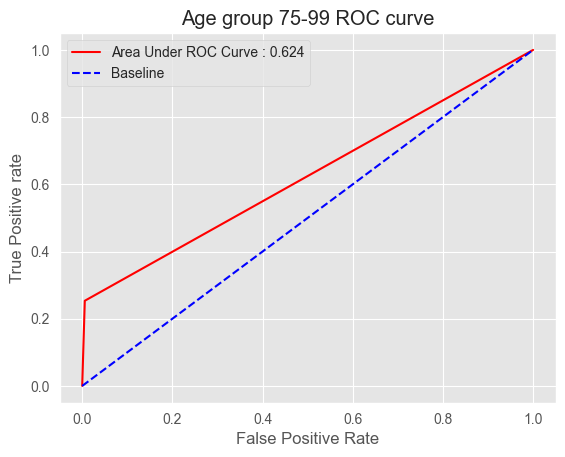 Age group 75-99 ROC curve
Area Under ROC Curve : 0.624
Baseline
True Positive rate
1.0
0.8
0.6
0.4
0.2
0.0
0.0 0.2 0.4 0.6 0.8 1.0
False Positive Rate